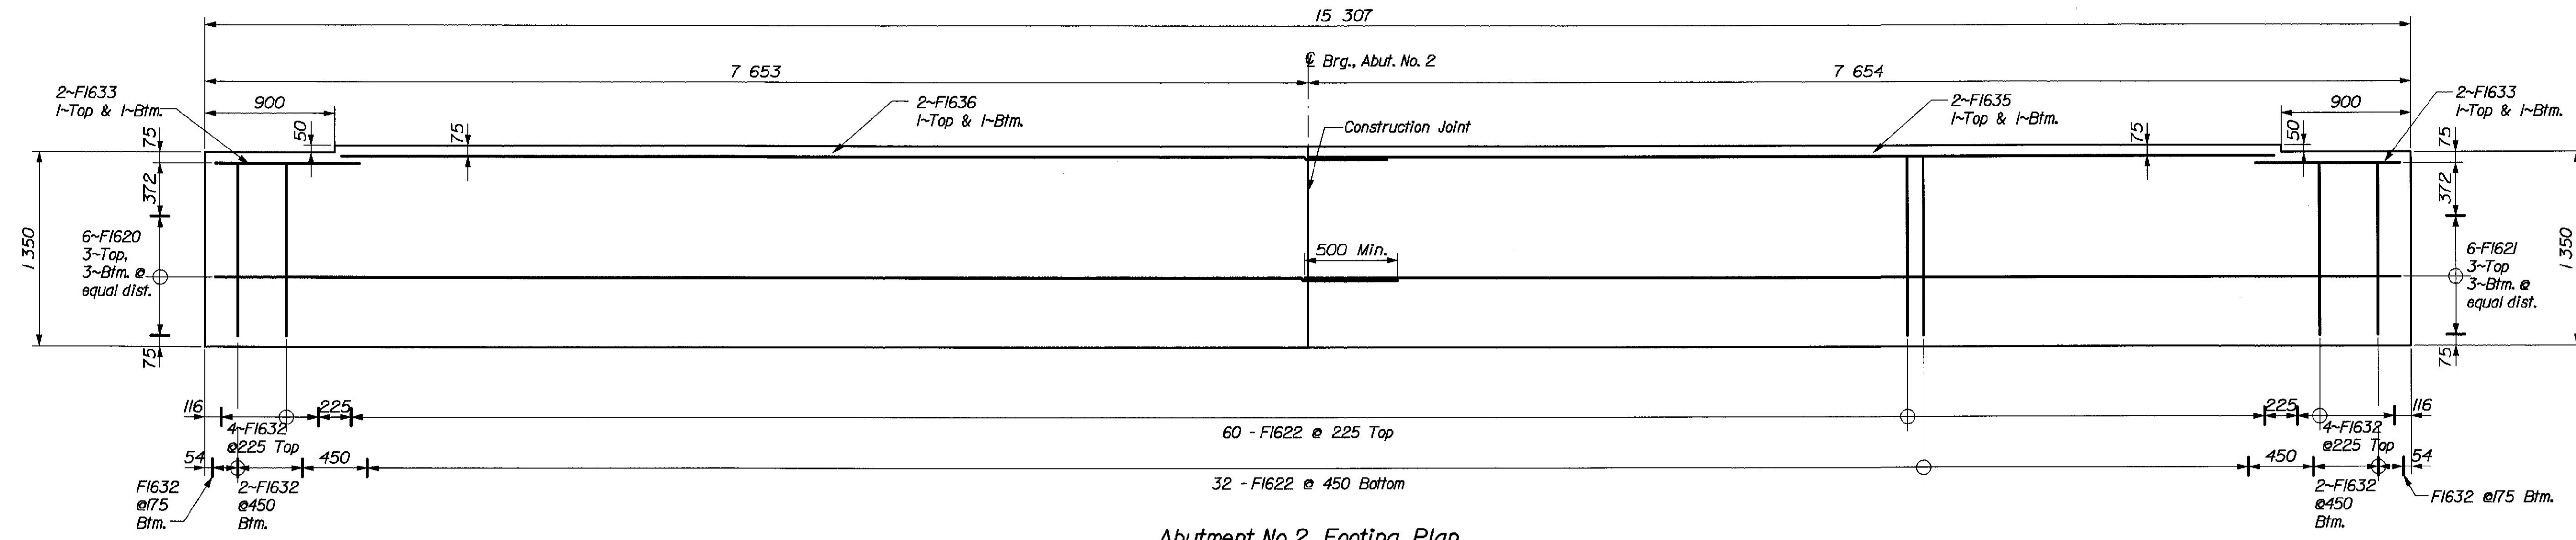 15 307
℄ Brg., Abut. No. 2
7 653
7 654
2~F1633
1~Top & 1~Btm.
900
2~F1636
1~Top & 1~Btm.
2~F1635
1~Top & 1~Btm.
900
2~F1633
1~Top & 1~Btm.
75
50
75
Construction Joint
75
50
75
372
372
1 350
6~F1620
3~Top,
3~Btm. @
equal dist.
500 Min.
6-F1621
3~Top
3~Btm. @
equal dist.
1 350
75
75
116
225
4~F1632
@225 Top
60 - F1622 @ 225 Top
225
116
4~F1632
@225 Top
54
450
32 - F1622 @ 450 Bottom
450
54
F1632
@175
Btm.
2~F1632
@450
Btm.
2~F1632
@450
Btm.
F1632 @175 Btm.
Abutment No. 2 Footing Plan